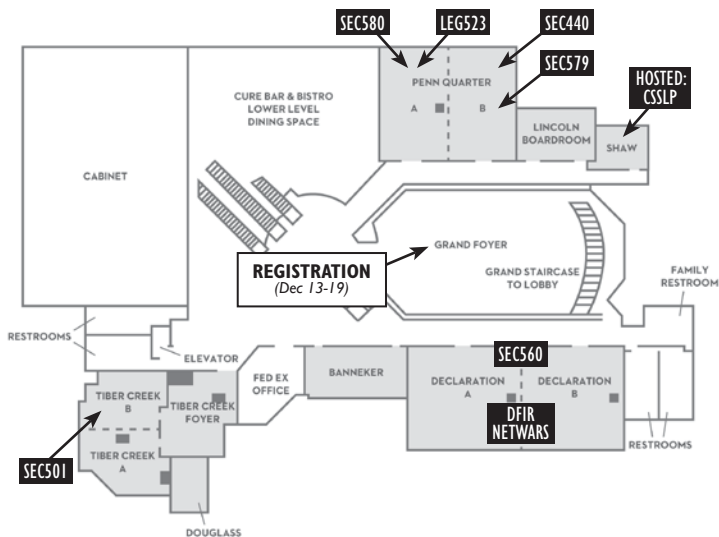 SEC580
LEG523
SEC440
SEC579
HOSTED:
CSSLP
PENN QUARTER
A
B
CURE BAR & BISTRO
LOWER LEVEL
DINING SPACE
LINCOLN
BOARDROOM
SHAW
CABINET
GRAND FOYER
REGISTRATION
(Dec 13-19)
GRAND STAIRCASE
TO LOBBY
FAMILY
RESTROOM
RESTROOMS
ELEVATOR
SEC560
FED EX
OFFICE
BANNEKER
DECLARATION
A
DECLARATION
B
TIBER CREEK
B
TIBER CREEK
FOYER
DFIR
NETWARS
RESTROOMS
SEC501
TIBER CREEK
A
DOUGLASS